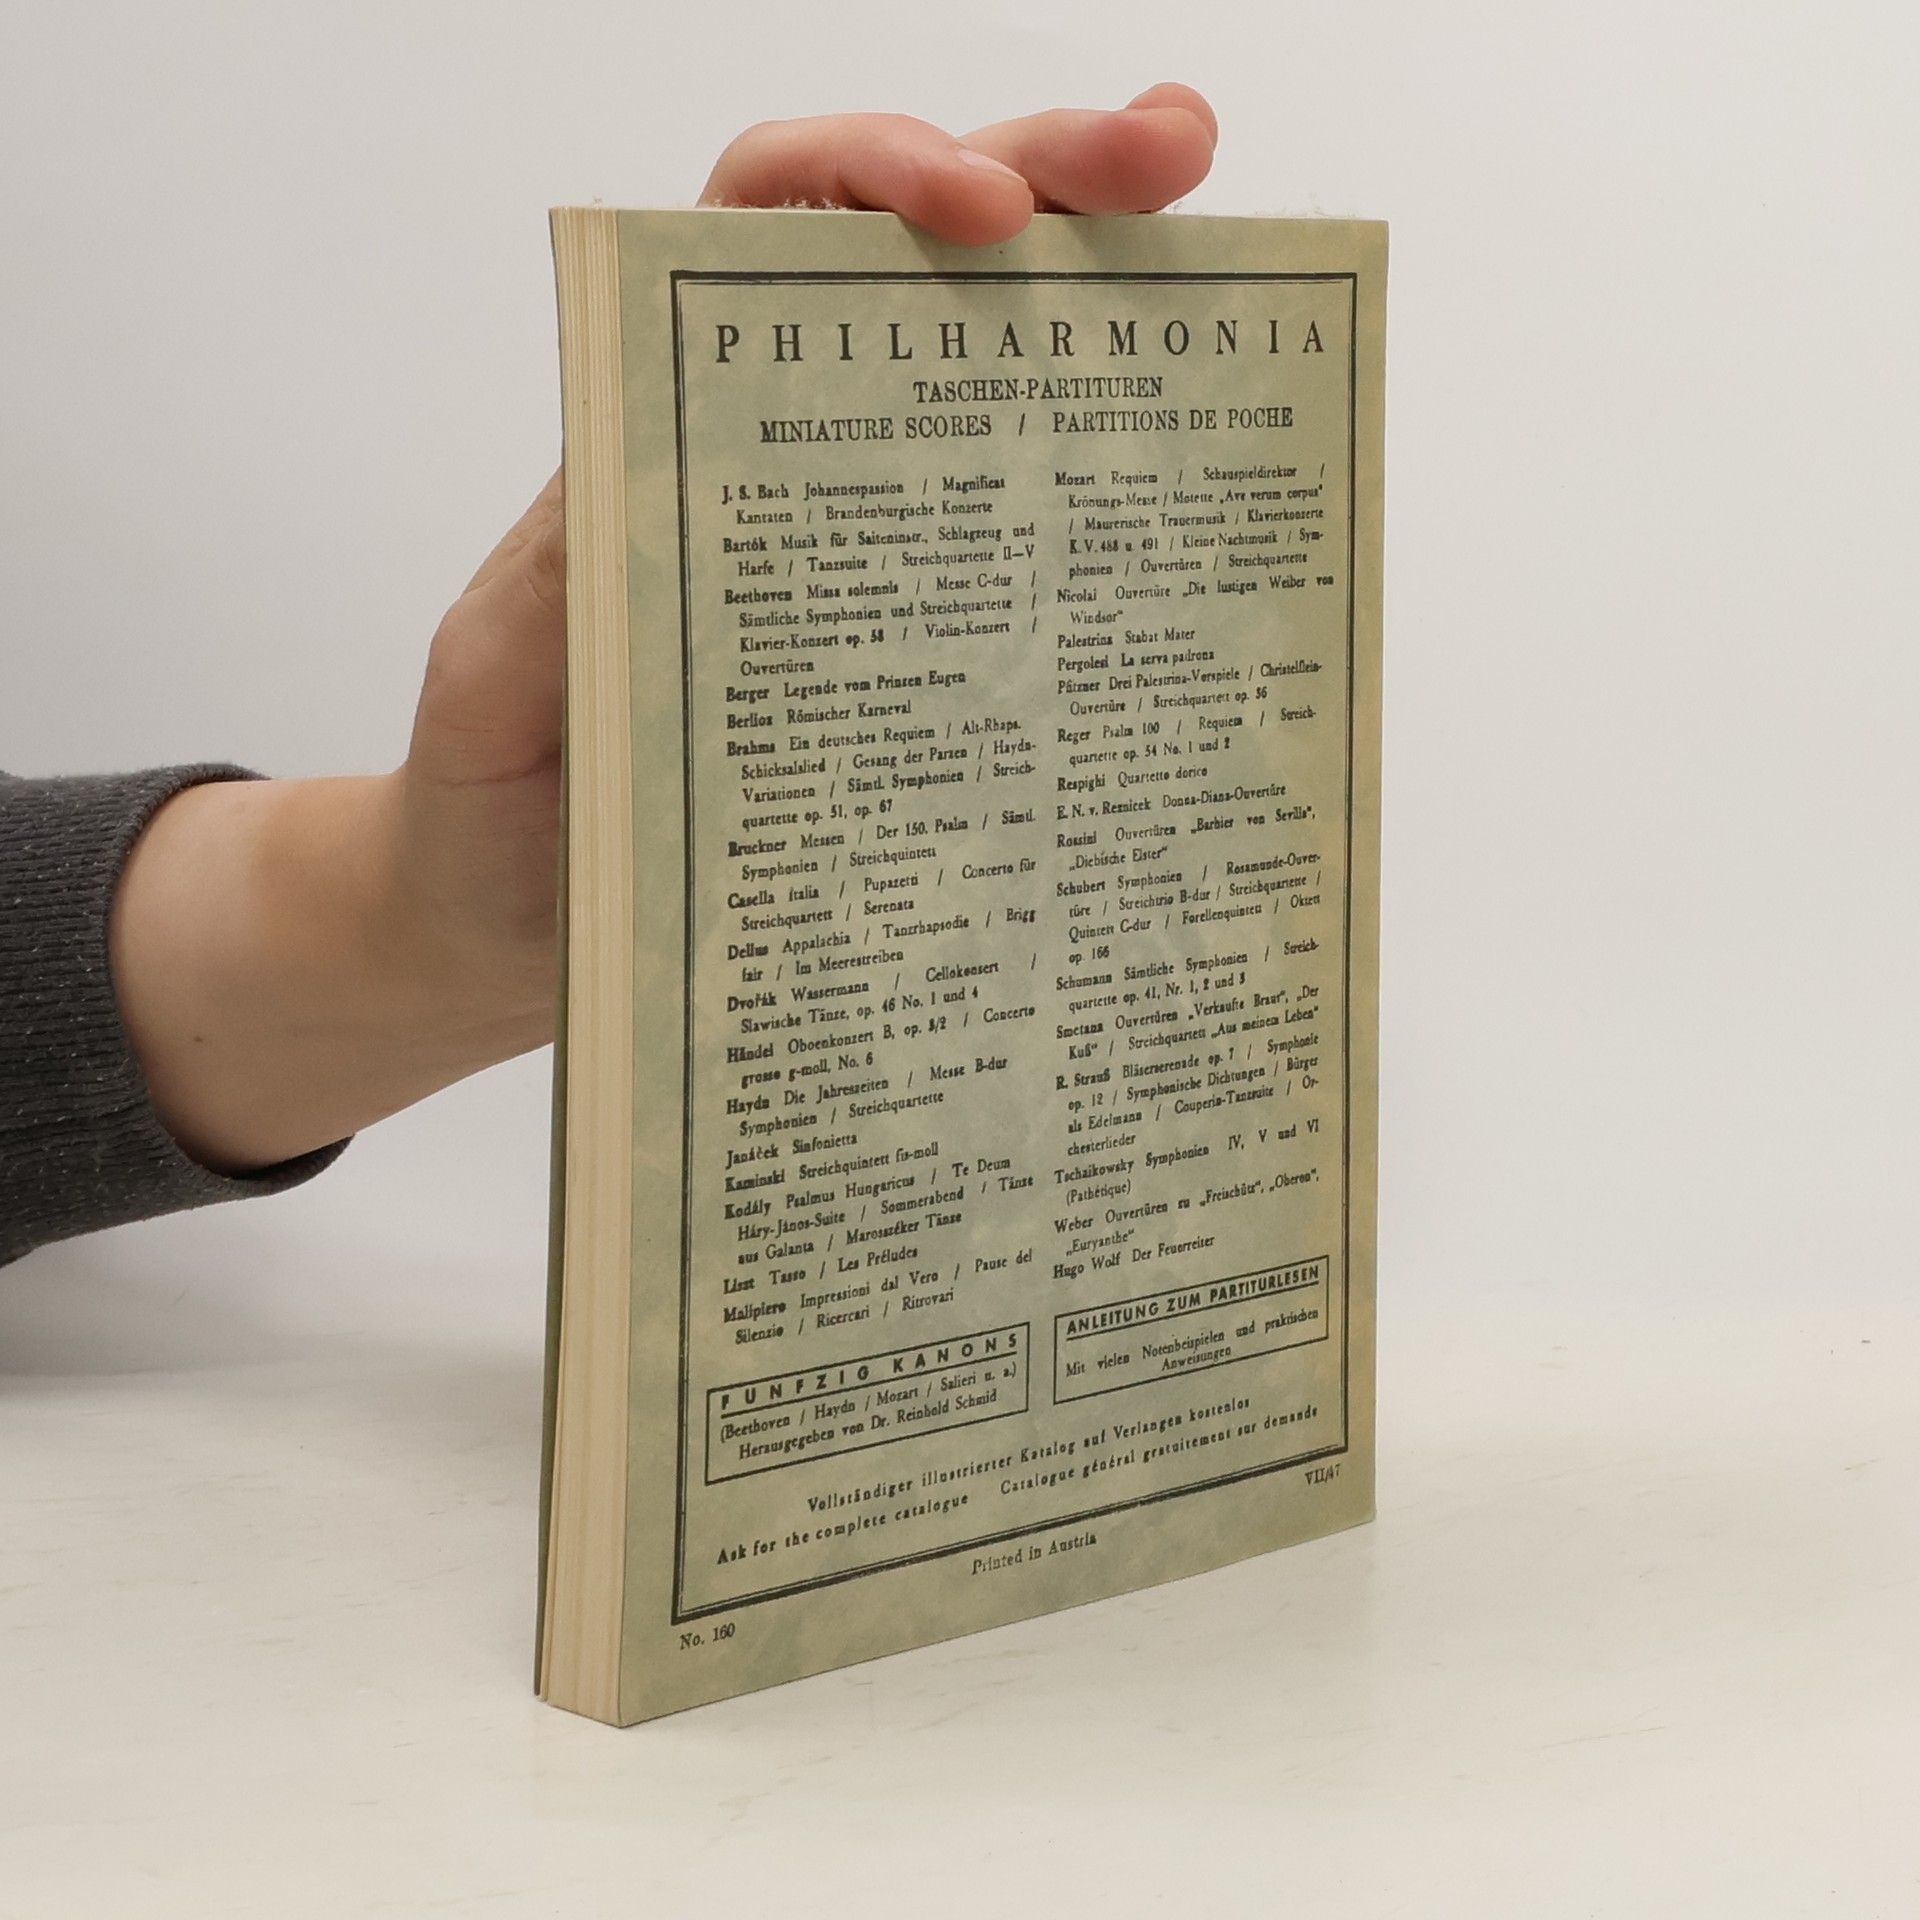 PHILHARMONIA
TASCHEN-PARTITUREN
MINIATURE SCORES / PARTITIONS DE POCHE
J. S. Bach Johannespassion / Magnificat
Kantaten / Brandenburgische Konzerte
Bartók Musik für Saiteninstr., Schlagzeug und
Harfe / Tanzsuite / Streichquartette II—V
Beethoven Missa solemnis / Messe C-dur /
Sämtliche Symphonien und Streichquartette /
Klavier-Konzert op. 58 / Violin-Konzert /
Ouvertüren
Berger Legende vom Prinzen Eugen
Berlioz Römischer Karneval
Brahms Ein deutsches Requiem / Alt-Rhaps.
Schicksalslied / Gesang der Parzen / Haydn-
Variationen / Sämtl. Symphonien / Streich-
quartette op. 51, op. 67
Bruckner Messen / Der 150. Psalm / Sämtl.
Symphonien / Streichquintett
Casella Italia / Pupazetti / Concerto für
Streichquartett / Serenata
Delius Appalachia / Tanzrhapsodie / Brigg
fair / Im Meerestreiben
Dvořák Wassermann / Cellokonzert /
Slawische Tänze, op. 46 No. 1 und 4
Händel Oboenkonzert B, op. 3/2 / Concerto
grosso g-moll, No. 6
Haydn Die Jahreszeiten / Messe B-dur
Symphonien / Streichquartette
Janáček Sinfonietta
Kaminski Streichquintett fis-moll
Kodály Psalmus Hungaricus / Te Deum
Háry-János-Suite / Sommerabend / Tänze
aus Galanta / Marosszéker Tänze
Liszt Tasso / Les Préludes
Malipiero Impressioni dal Vero / Pause del
Silenzio / Ricercari / Ritrovari
FUNFZIG KANONS
(Beethoven / Haydn / Mozart / Salieri u. a.)
Herausgegeben von Dr. Reinhold Schmid
Mozart Requiem / Schauspieldirektor /
Krönungs-Messe / Motette „Ave verum corpus"
/ Maurerische Trauermusik / Klavierkonzerte
K. V. 488 u. 491 / Kleine Nachtmusik / Sym-
phonien / Ouvertüren / Streichquartette
Nicolai Ouvertüre „Die lustigen Weiber von
Windsor"
Palestrina Stabat Mater
Pergolesi La serva padrona
Pfitzner Drei Palestrina-Vorspiele / Christelflein-
Ouvertüre / Streichquartett op. 36
Reger Psalm 100 / Requiem / Streich-
quartette op. 54 No. 1 und 2
Respighi Quartetto dorico
E. N. v. Reznicek Donna-Diana-Ouvertüre
Rossini Ouvertüren „Barbier von Sevilla",
„Diebische Elster"
Schubert Symphonien / Rosamunde-Ouver-
türe / Streichtrio B-dur / Streichquartette /
Quintett C-dur / Forellenquintett / Oktett
op. 166
Schumann Sämtliche Symphonien / Streich-
quartette op. 41, Nr. 1, 2 und 3
Smetana Ouvertüren „Verkaufte Braut", „Der
Kuß" / Streichquartett „Aus meinem Leben"
R. Strauß Bläserserenade op. 7 / Symphonie
op. 12 / Symphonische Dichtungen / Bürger
als Edelmann / Couperin-Tanzsuite / Or-
chesterlieder
Tschaikowsky Symphonien IV, V und VI
(Pathétique)
Weber Ouvertüren zu „Freischütz", „Oberon",
„Euryanthe"
Hugo Wolf Der Feuerreiter
ANLEITUNG ZUM PARTITURLESEN
Mit vielen Notenbeispielen und praktischen
Anweisungen
Vollständiger illustrierter Katalog auf Verlangen kostenlos
Ask for the complete catalogue Catalogue général gratuitement sur demande
VII/47
Printed in Austria
No. 160